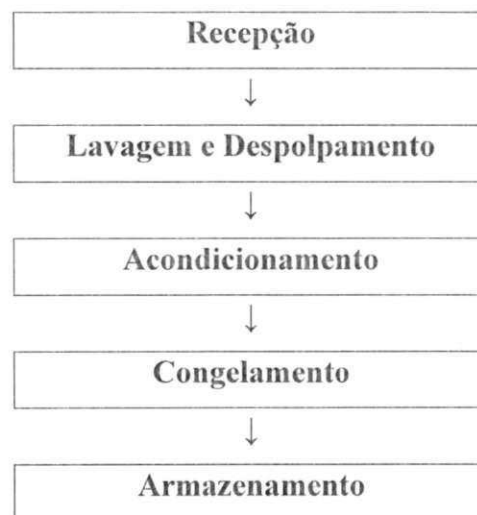 Recepção
↓
Lavagem e Despolpamento
↓
Acondicionamento
↓
Congelamento
↓
Armazenamento